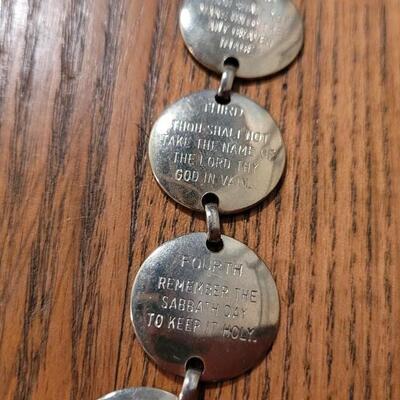 ANY GRAVEN
IMAGE
THIRD
THOU SHALL NOT
TAKE THE NAME OF
THE LORD THY
GOD IN VAIN.
FOURTH
REMEMBER THE
SABBATH DAY
TO KEEP IT HOLY.